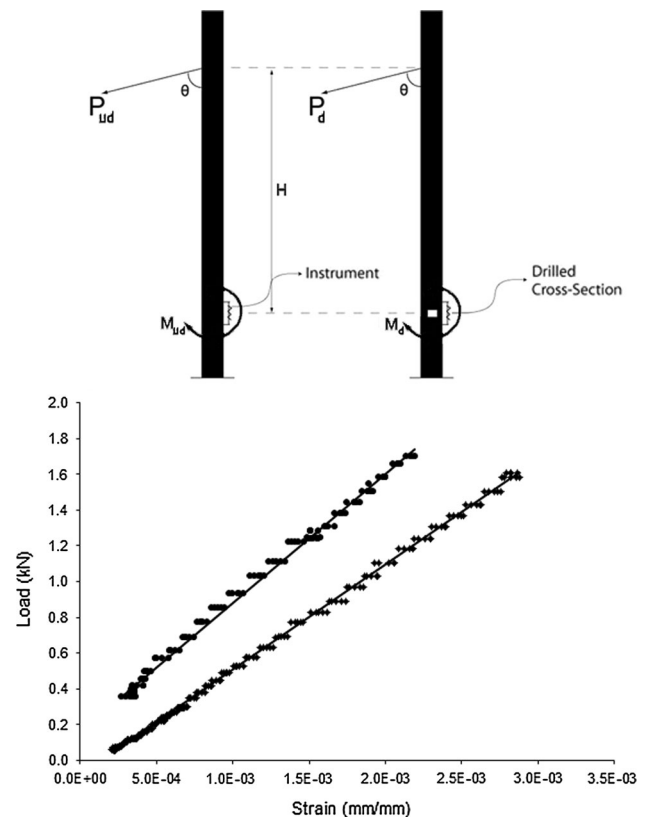 θ
θ
P_μd
P_d
H
Instrument
Drilled
Cross-Section
M_μd
M_d
2.0
1.8
1.6
1.4
1.2
1.0
0.8
0.6
0.4
0.2
0.0
Load (kN)
0.0E+00 5.0E-04 1.0E-03 1.5E-03 2.0E-03 2.5E-03 3.0E-03 3.5E-03
Strain (mm/mm)